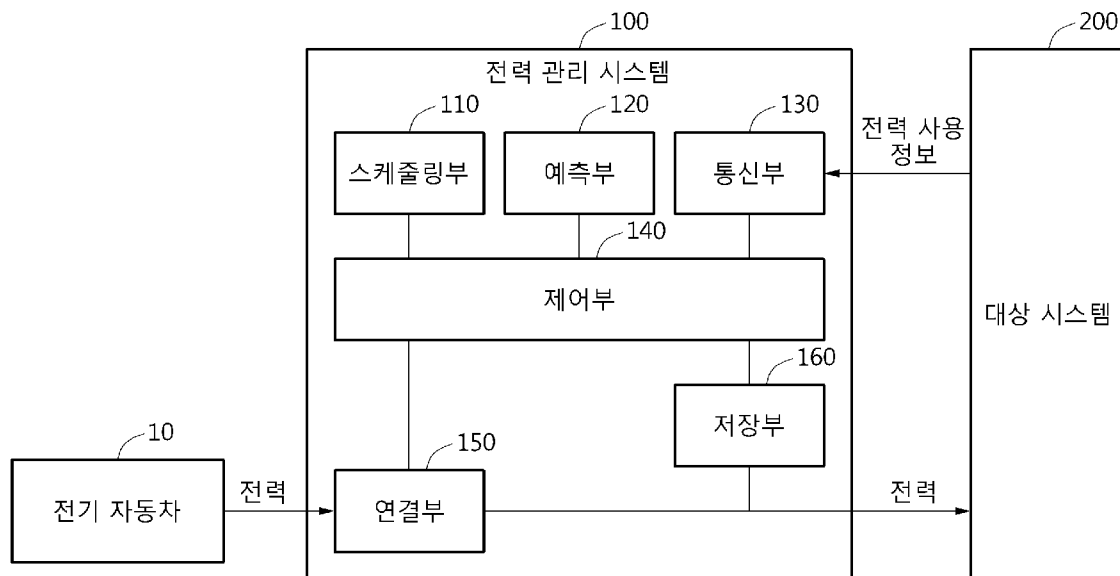 100
200
전력 관리 시스템
110
120
130
전력 사용
정보
스케줄링부
예측부
통신부
140
제어부
대상 시스템
160
저장부
10
150
전기 자동차
전력
연결부
전력